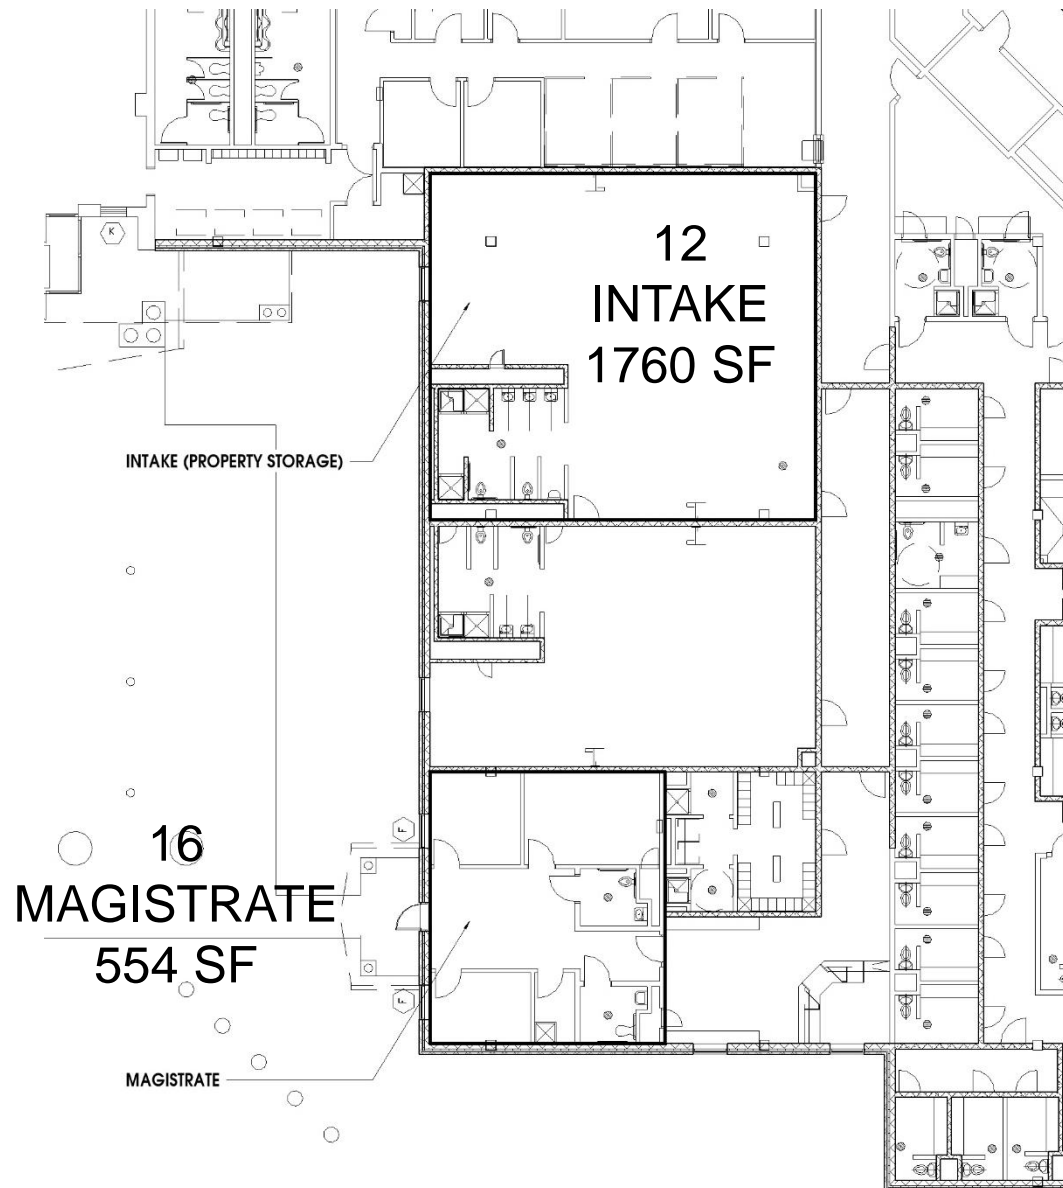 K
12
INTAKE
1760 SF
INTAKE (PROPERTY STORAGE)
F
16
MAGISTRATE
554 SF
F
MAGISTRATE